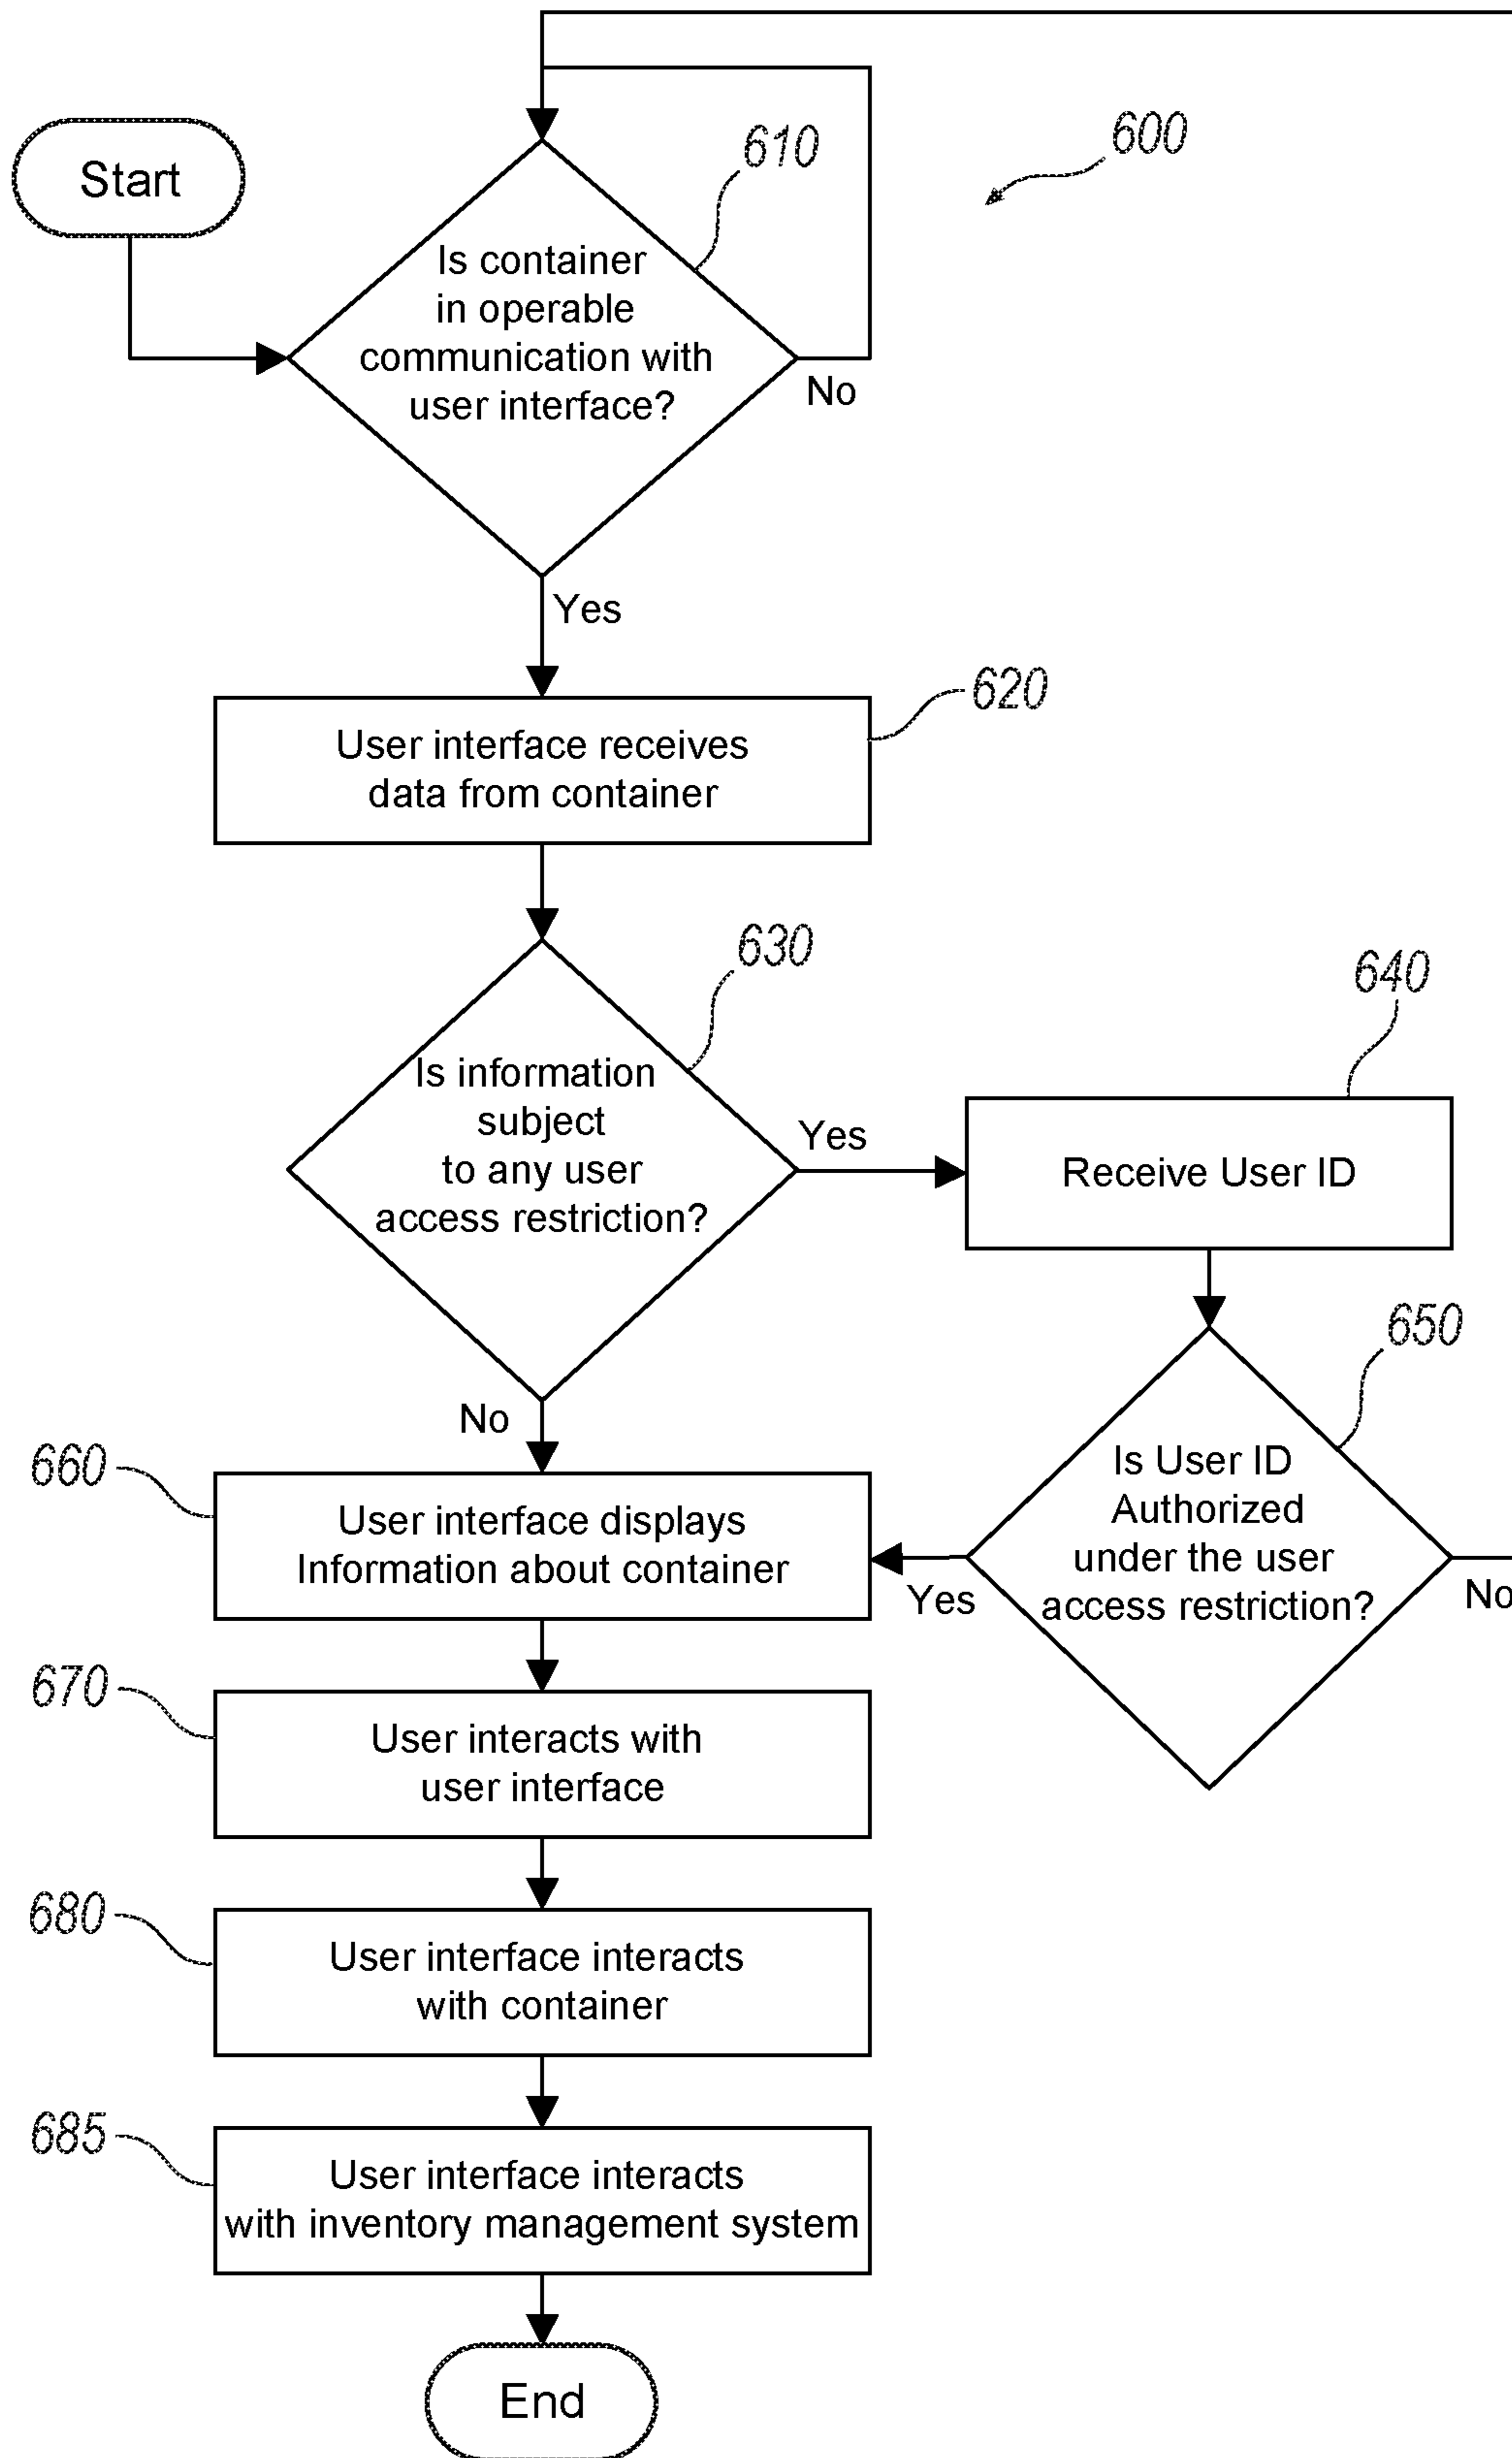 Start
610
600
Is container
in operable
communication with
user interface?
No
Yes
620
User interface receives
data from container
630
640
Is information
subject
to any user
access restriction?
Yes
Receive User ID
650
No
660
Is User ID
Authorized
under the user
access restriction?
User interface displays
Information about container
Yes
No
670
User interacts with
user interface
680
User interface interacts
with container
685
User interface interacts
with inventory management system
End